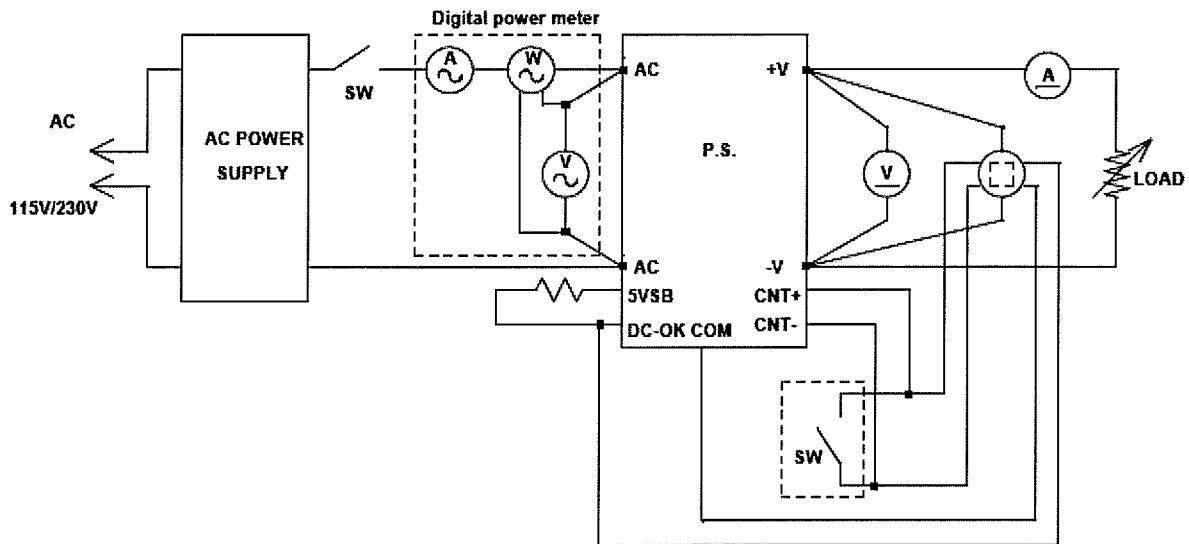 Digital power meter
A
W
AC
+V
A
SW
AC
AC POWER
SUPPLY
P.S.
V
V
LOAD
115V/230V
AC
-V
5VSB
CNT+
DC-OK COM
CNT-
SW